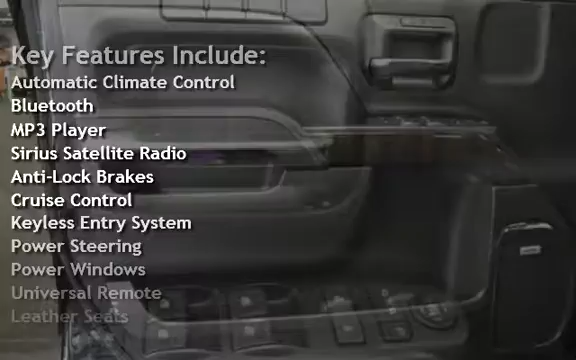 Key Features Include:
Automatic Climate Control
Bluetooth
MP3 Player
Sirius Satellite Radio
Anti-Lock Brakes
Cruise Control
Keyless Entry System
Power Steering
Power Windows
Universal Remote
Leather Seats